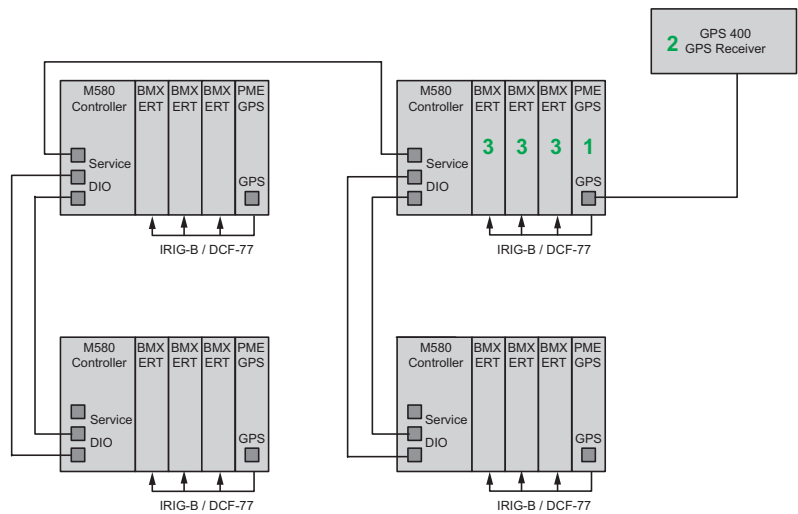 2 GPS 400
GPS Receiver
M580
Controller
BMX
ERT
BMX
ERT
BMX
ERT
PME
GPS
Service
DIO
GPS
IRIG-B / DCF-77
M580
Controller
BMX
ERT
BMX
ERT
BMX
ERT
PME
GPS
3
3
3
1
Service
DIO
GPS
IRIG-B / DCF-77
M580
Controller
BMX
ERT
BMX
ERT
BMX
ERT
PME
GPS
Service
DIO
GPS
IRIG-B / DCF-77
M580
Controller
BMX
ERT
BMX
ERT
BMX
ERT
PME
GPS
Service
DIO
GPS
IRIG-B / DCF-77